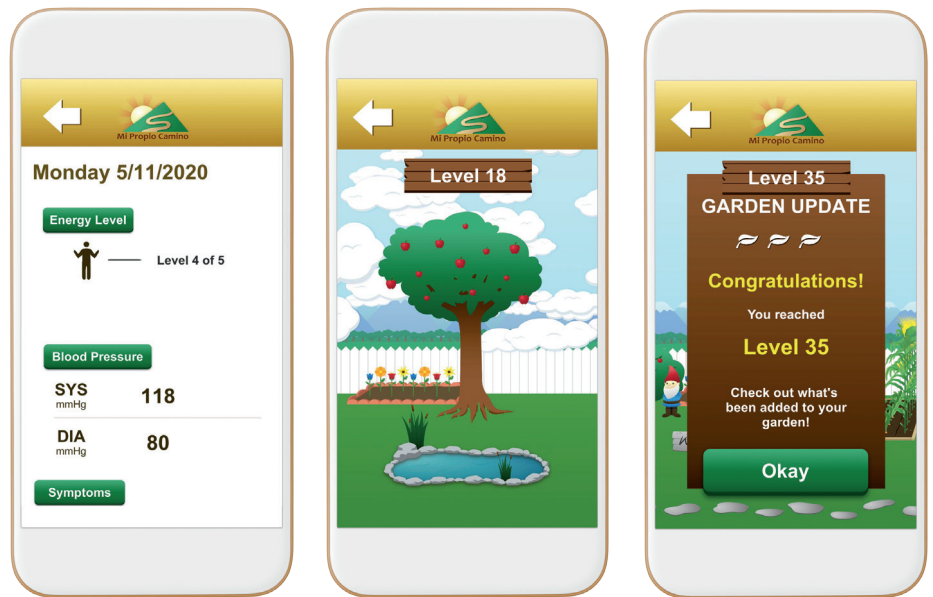 Mi Propio Camino
Monday 5/11/2020
Energy Level
Level 4 of 5
Blood Pressure
SYS
mmHg
118
DIA
mmHg
80
Symptoms
Mi Propio Camino
Level 18
Mi Propio Camino
Level 35
GARDEN UPDATE
Congratulations!
You reached
Level 35
Check out what's
been added to your
garden!
Okay